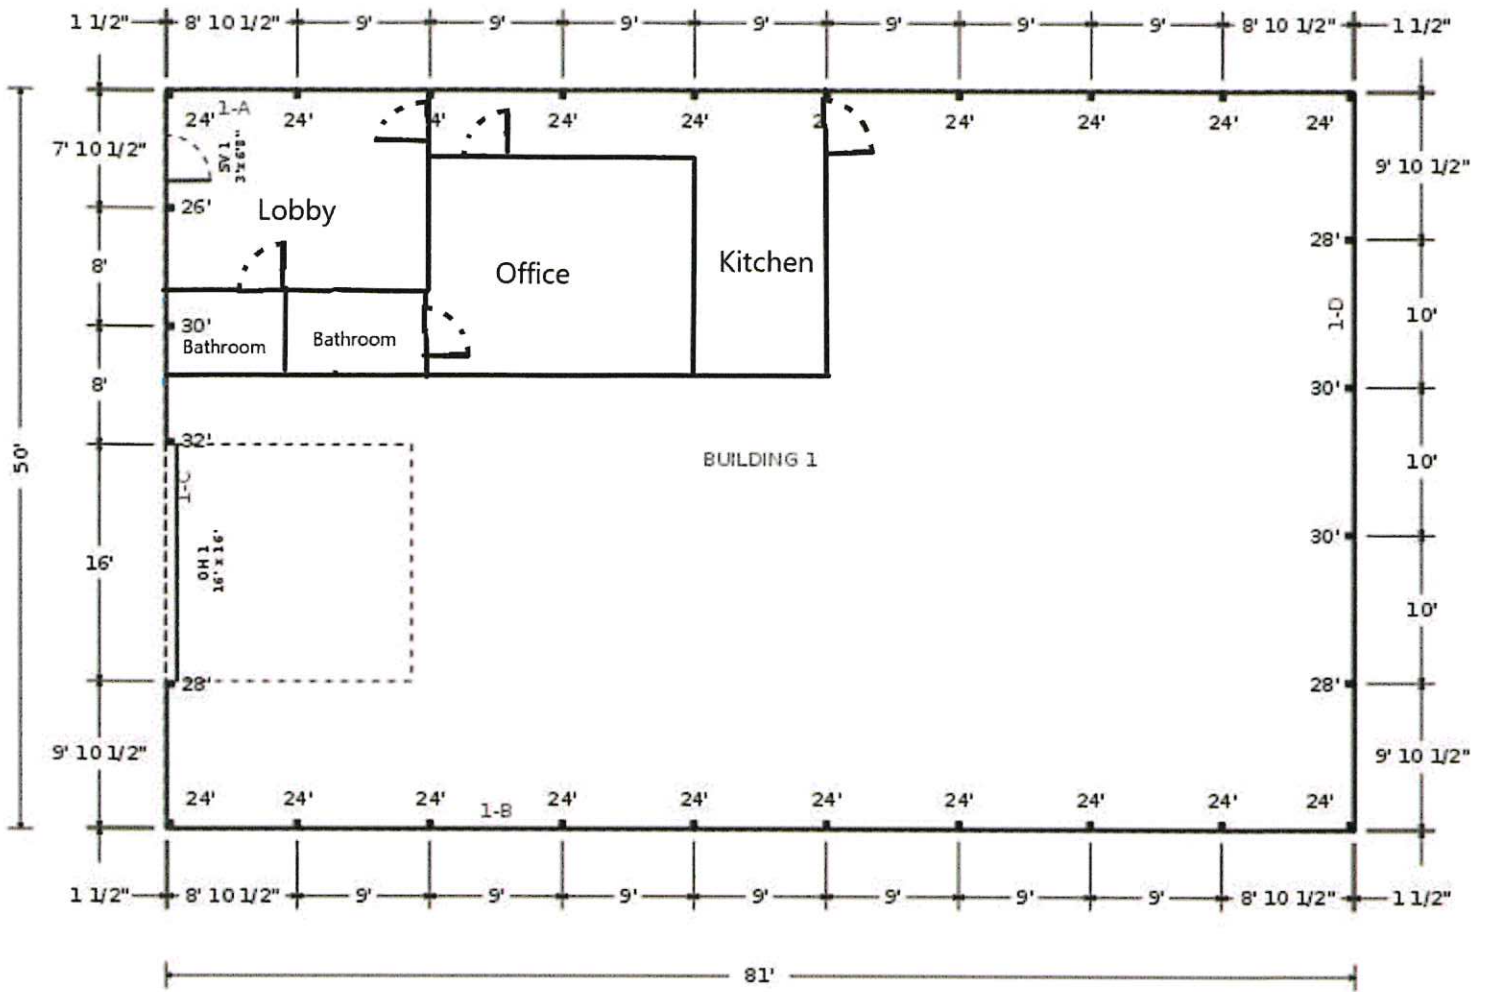 1 1/2" 8' 10 1/2" 9' 9' 9' 9' 9' 9' 9' 8' 10 1/2" 1 1/2"
1-A
24' 24' 4' 24' 24' 2 24' 24' 24' 24'
7' 10 1/2"
SV 1
3'x6'8"
9' 10 1/2"
26'
Lobby
28'
8'
Office
Kitchen
1-D
10'
30'
Bathroom
Bathroom
8'
30'
32'
50'
BUILDING 1
10'
1-C
16'
OH 1
16' x 16'
30'
10'
28'
28'
9' 10 1/2"
9' 10 1/2"
24' 24' 24' 24' 24' 24' 24' 24' 24' 24'
1-B
1 1/2" 8' 10 1/2" 9' 9' 9' 9' 9' 9' 9' 8' 10 1/2" 1 1/2"
81'